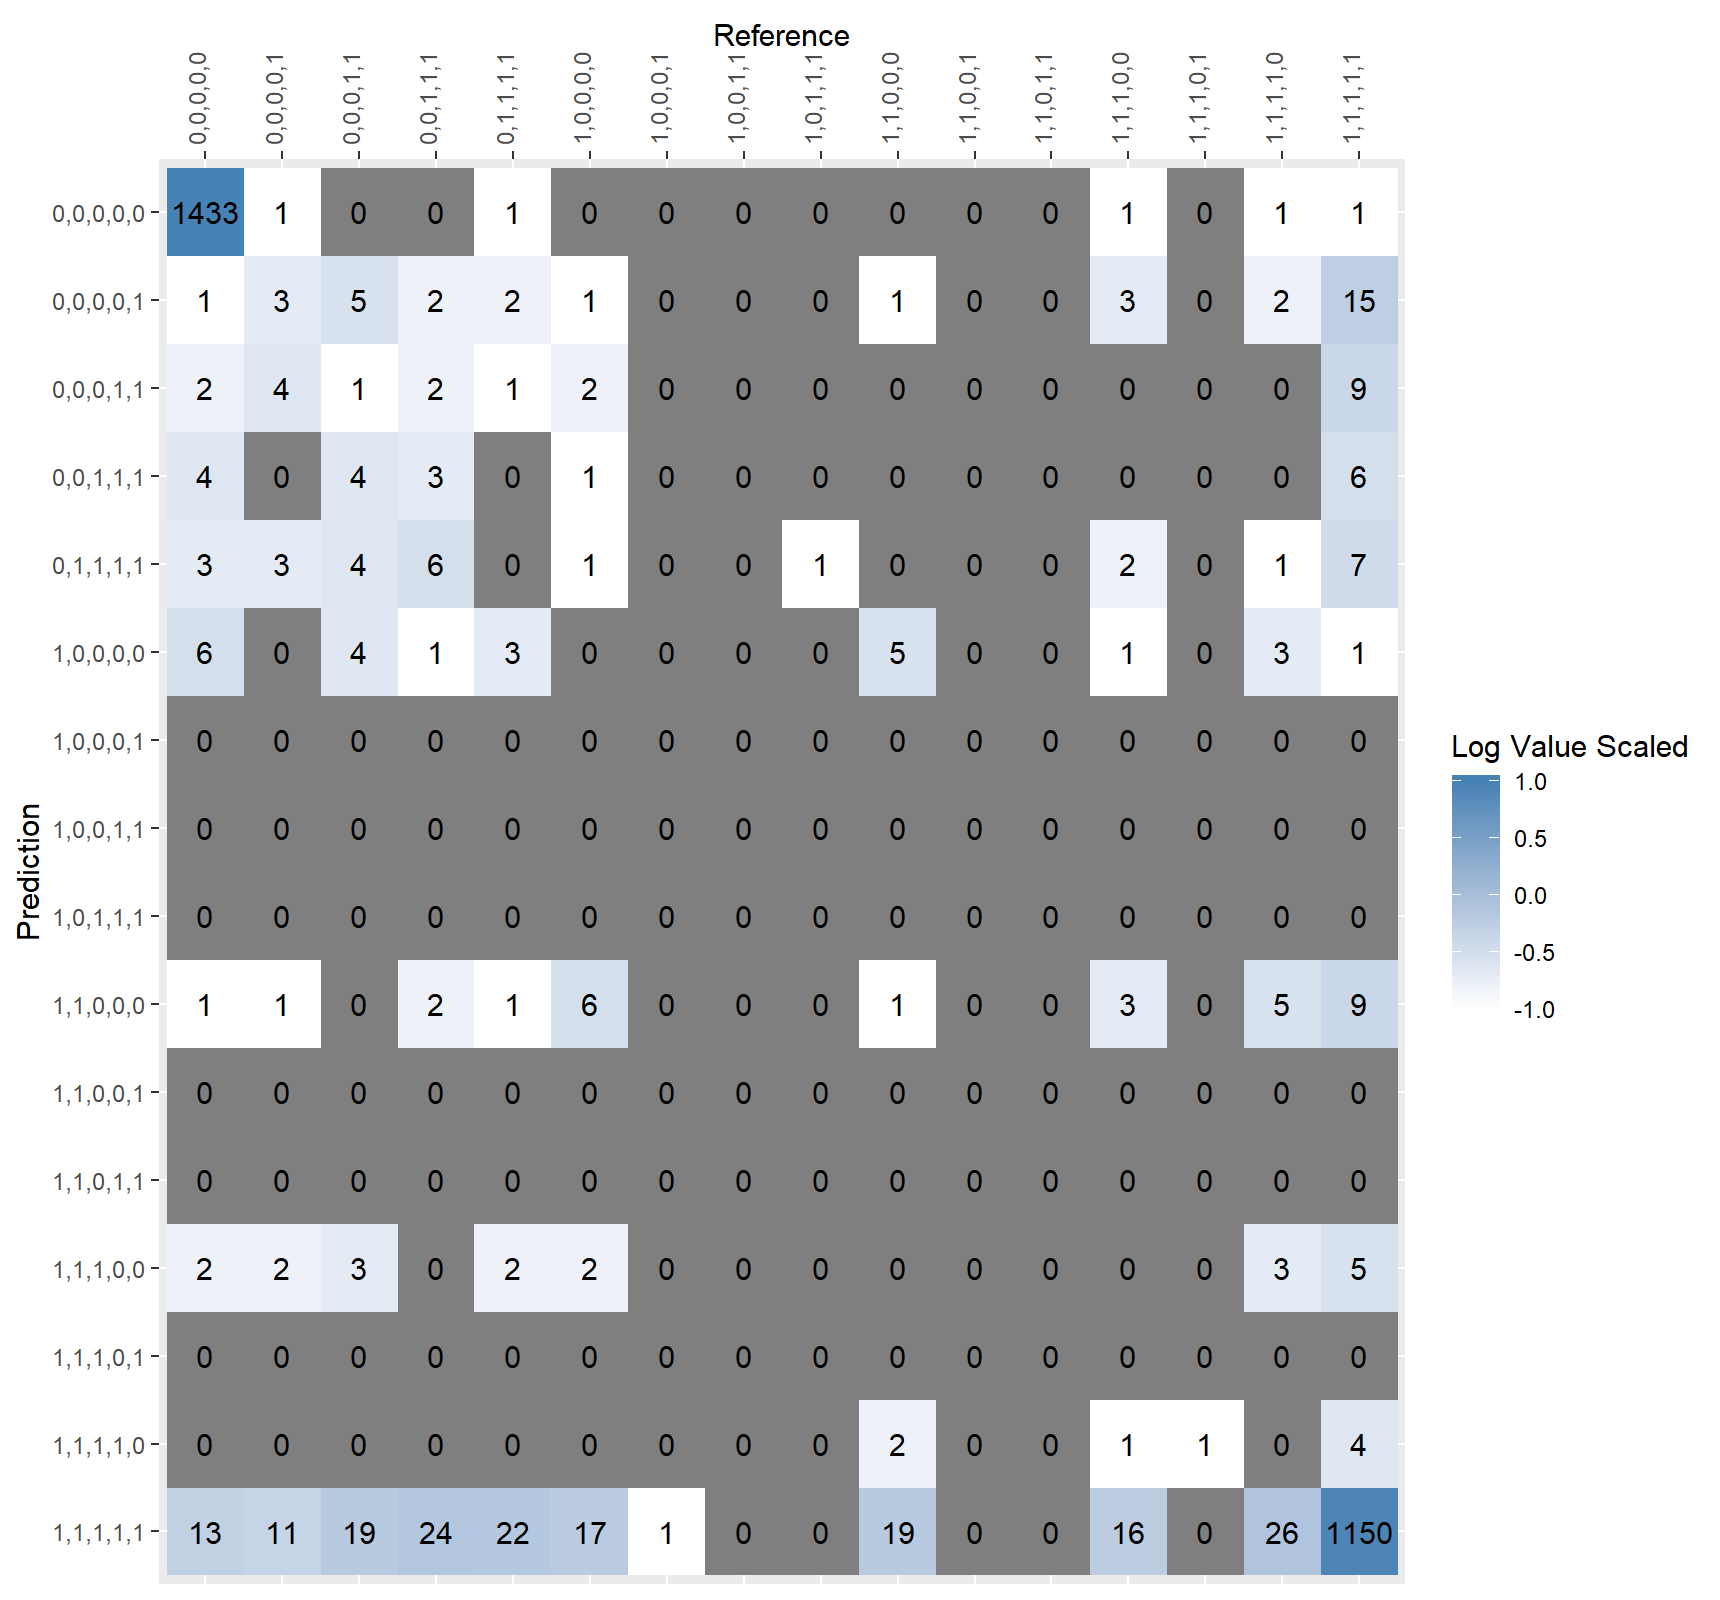 Reference
0,0,0,0,0 0,0,0,0,1 0,0,0,1,1 0,0,1,1,1 0,1,1,1,1 1,0,0,0,0 1,0,0,0,1 1,0,0,1,1 1,0,1,1,1 1,1,0,0,0 1,1,0,0,1 1,1,0,1,1 1,1,1,0,0 1,1,1,0,1 1,1,1,1,0 1,1,1,1,1
0,0,0,0,0 1433 1 0 0 1 0 0 0 0 0 0 0 1 0 1 1
0,0,0,0,1 1 3 5 2 2 1 0 0 0 1 0 0 3 0 2 15
0,0,0,1,1 2 4 1 2 1 2 0 0 0 0 0 0 0 0 0 9
0,0,1,1,1 4 0 4 3 0 1 0 0 0 0 0 0 0 0 0 6
0,1,1,1,1 3 3 4 6 0 1 0 0 1 0 0 0 2 0 1 7
1,0,0,0,0 6 0 4 1 3 0 0 0 0 5 0 0 1 0 3 1
1,0,0,0,1 0 0 0 0 0 0 0 0 0 0 0 0 0 0 0 0
1,0,0,1,1 0 0 0 0 0 0 0 0 0 0 0 0 0 0 0 0
1,0,1,1,1 0 0 0 0 0 0 0 0 0 0 0 0 0 0 0 0
1,1,0,0,0 1 1 0 2 1 6 0 0 0 1 0 0 3 0 5 9
1,1,0,0,1 0 0 0 0 0 0 0 0 0 0 0 0 0 0 0 0
1,1,0,1,1 0 0 0 0 0 0 0 0 0 0 0 0 0 0 0 0
1,1,1,0,0 2 2 3 0 2 2 0 0 0 0 0 0 0 0 3 5
1,1,1,0,1 0 0 0 0 0 0 0 0 0 0 0 0 0 0 0 0
1,1,1,1,0 0 0 0 0 0 0 0 0 0 2 0 0 1 1 0 4
1,1,1,1,1 13 11 19 24 22 17 1 0 0 19 0 0 16 0 26 1150
Prediction
Log Value Scaled
1.0
0.5
0.0
-0.5
-1.0